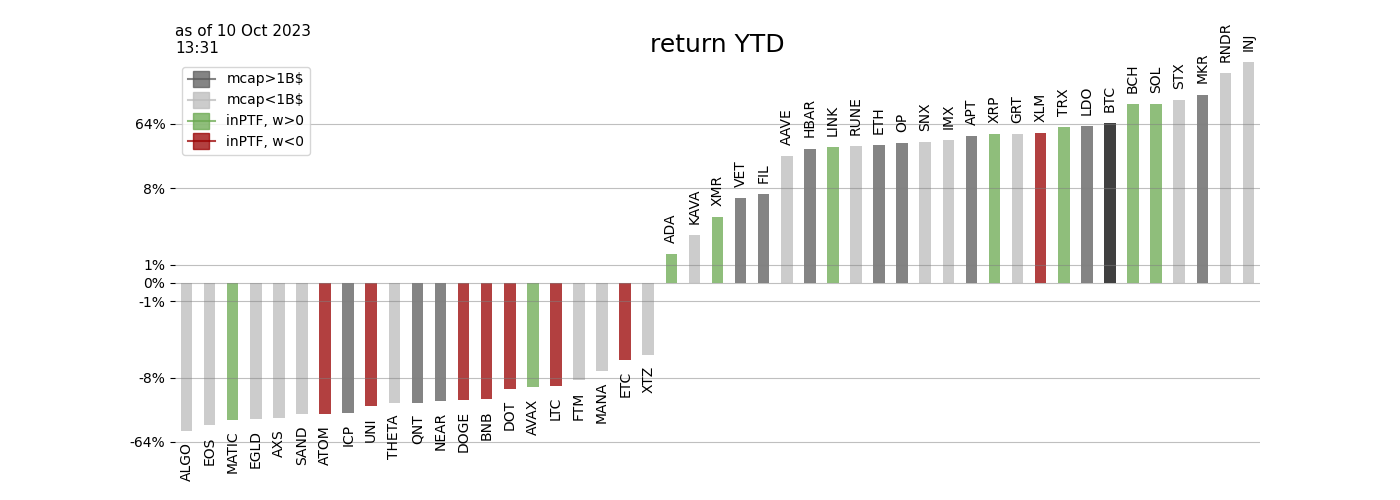 as of 10 Oct 2023
13:31
return YTD
mcap>1B$
mcap<1B$
inPTF, w>0
inPTF, w<0
64%
8%
1%
0%
-1%
-8%
-64%
ALGO
EOS
MATIC
EGLD
AXS
SAND
ATOM
ICP
UNI
THETA
QNT
NEAR
DOGE
BNB
DOT
AVAX
LTC
FTM
MANA
ETC
XTZ
ADA
KAVA
XMR
VET
FIL
AAVE
HBAR
LINK
RUNE
ETH
OP
SNX
IMX
APT
XRP
GRT
XLM
TRX
LDO
BTC
BCH
SOL
STX
MKR
RNDR
INJ